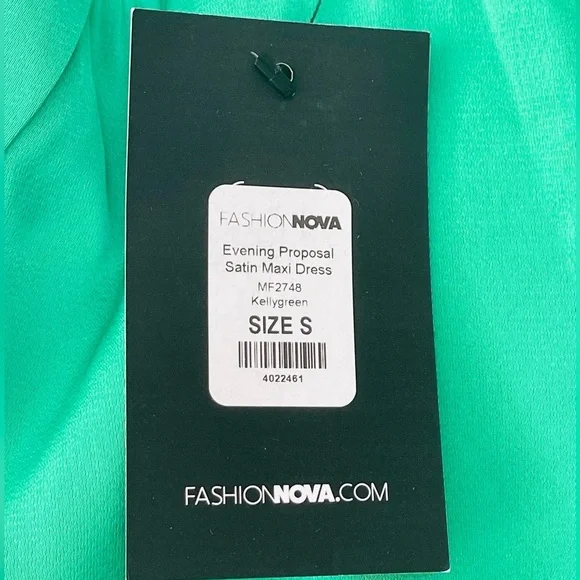 FASHIONNOVA
Evening Proposal
Satin Maxi Dress
MF2748
Kellygreen
SIZE S
4022461
FASHIONNOVA.COM